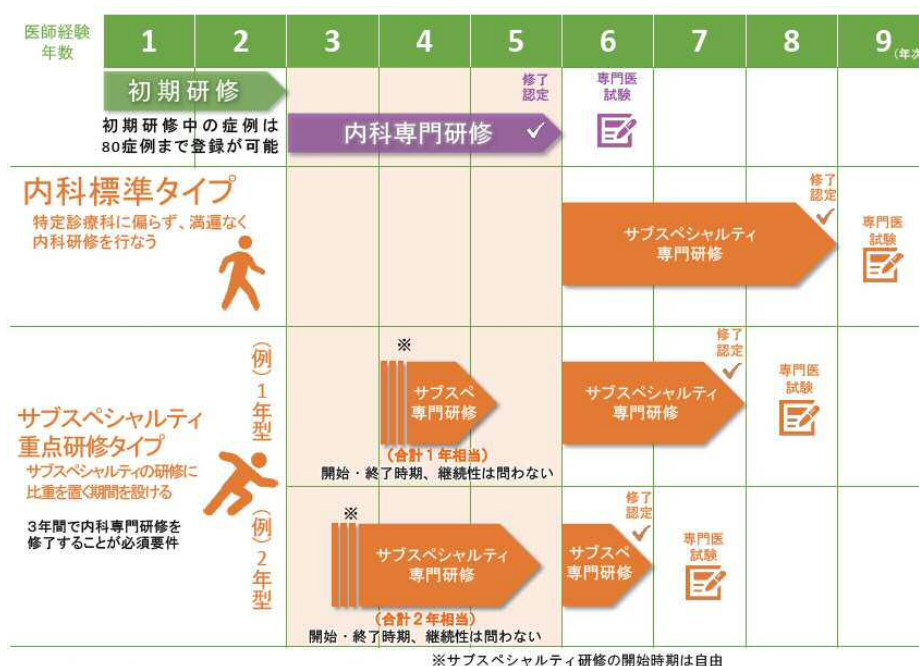 医師経験
年数
1 2 3 4 5 6 7 8 9 (年次
初期研修
初期研修中の症例は
80症例まで登録が可能
内科専門研修
修了
認定
専門医
試験
内科標準タイプ
特定診療科に偏らず、満遍なく
内科研修を行なう
サブスペシャルティ
専門研修
修了
認定
専門医
試験
サブスペシャルティ
重点研修タイプ
サブスペシャルティの研修に
比重を置く期間を設ける
3年間で内科専門研修を
修了することが必須要件
(例)1年型
※
サブスペ
専門研修
(合計1年相当)
開始・終了時期、継続性は問わない
サブスペシャルティ
専門研修
修了
認定
専門医
試験
(例)2年型
※
サブスペシャルティ
専門研修
(合計2年相当)
開始・終了時期、継続性は問わない
サブスペ
専門研修
修了
認定
専門医
試験
※サブスペシャルティ研修の開始時期は自由